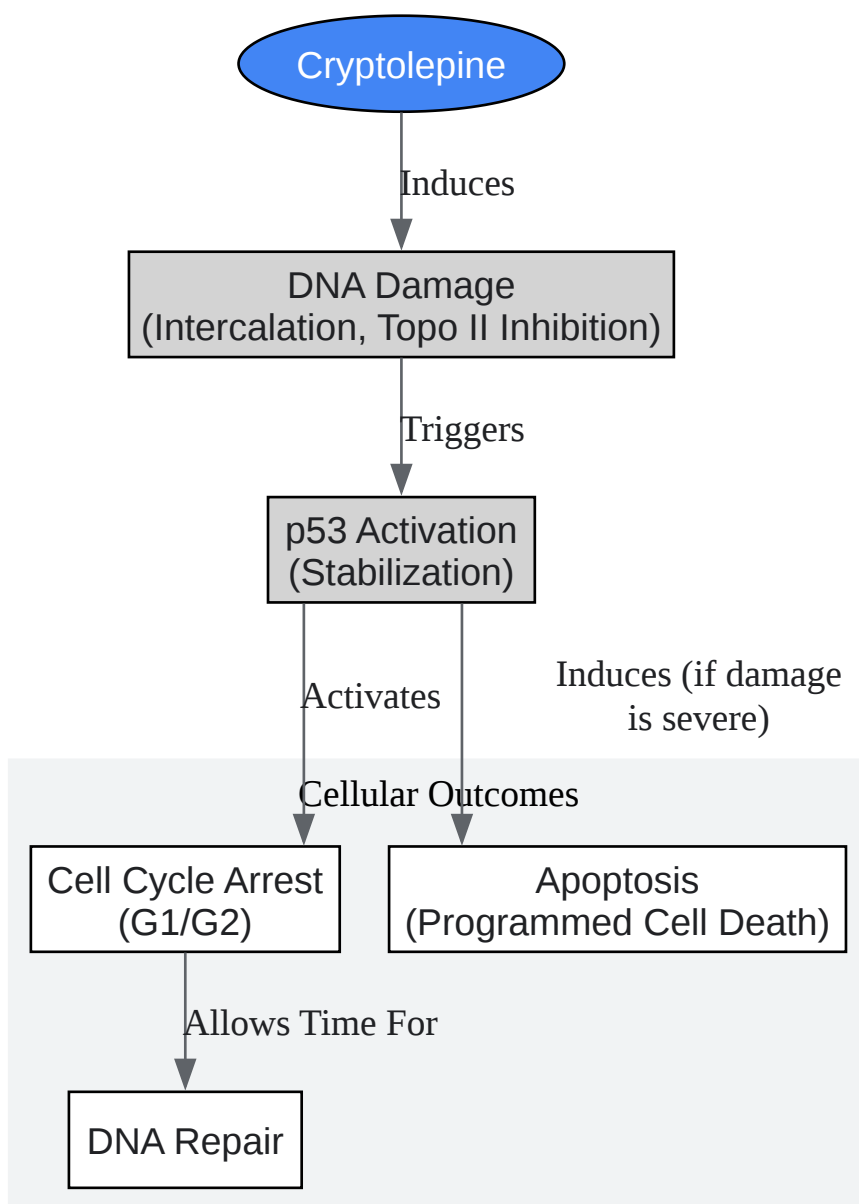 Cryptolepine
Induces
DNA Damage
(Intercalation, Topo II Inhibition)
Triggers
p53 Activation
(Stabilization)
Activates
Induces (if damage
is severe)
Cellular Outcomes
Cell Cycle Arrest
(G1/G2)
Apoptosis
(Programmed Cell Death)
Allows Time For
DNA Repair